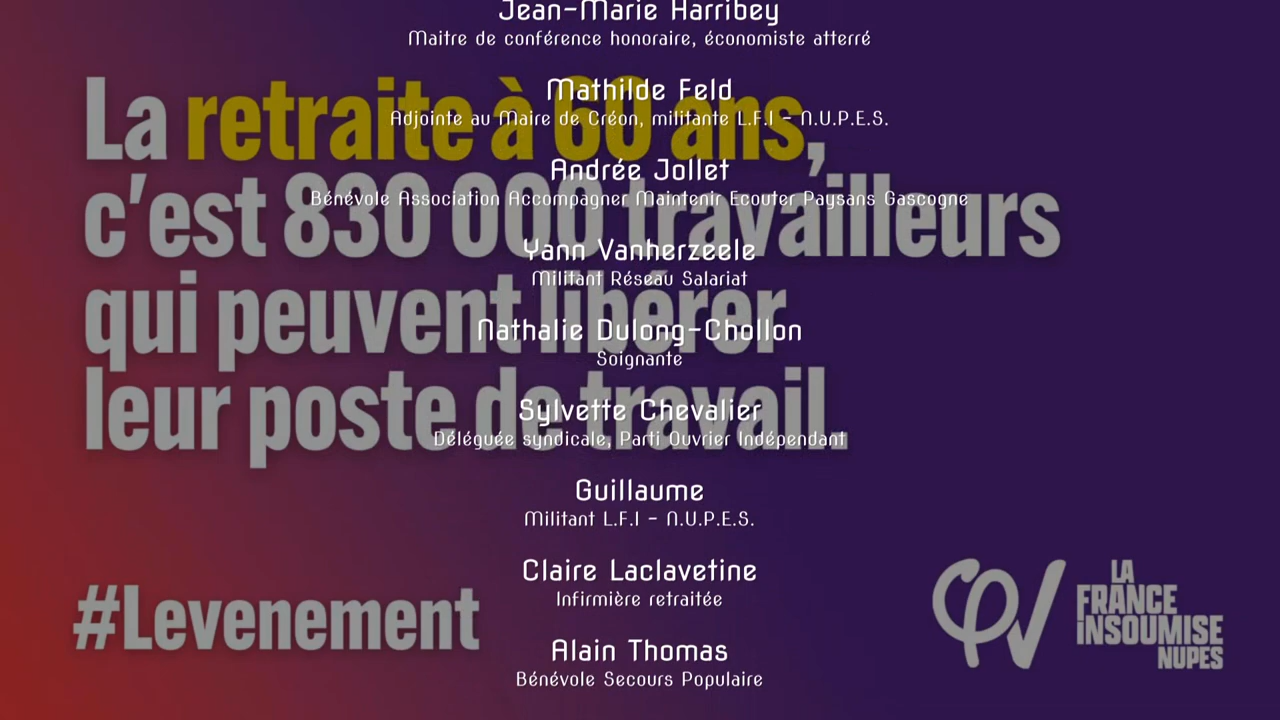 Jean-Marie Harribey
Maitre de conférence honoraire, économiste atterré
Mathilde Feld
Adjointe au Maire de Créon, militante L.F.I - N.U.P.E.S.
Andrée Jollet
Bénévole Association Accompagner Maintenir Ecouter Paysans Gascogne
Yann Vanherzeele
Militant Réseau Salariat
Nathalie Dulong-Chollon
Soignante
Sylvette Chevalier
Déléguée syndicale, Parti Ouvrier Indépendant
Guillaume
Militant L.F.I - N.U.P.E.S.
Claire Laclavetine
Infirmière retraitée
Alain Thomas
Bénévole Secours Populaire
La retraite à 60 ans,
c'est 830 000 travailleurs
qui peuvent libérer
leur poste de travail.
#Levenement
LA
FRANCE
INSOUMISE
NUPES